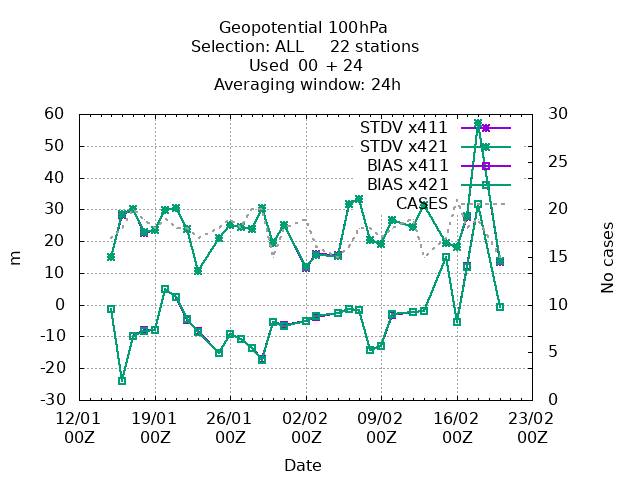 Geopotential 100hPa
Selection: ALL 22 stations
Used 00 + 24
Averaging window: 24h
60 30
STDV x411
50 25
STDV x421
BIAS x411
40
BIAS x421
30 20
CASES
20 15
10
0 10
-10
-20 5
-30 0
m
No cases
12/01 19/01 26/01 02/02 09/02 16/02 23/02
00Z 00Z 00Z 00Z 00Z 00Z 00Z
Date